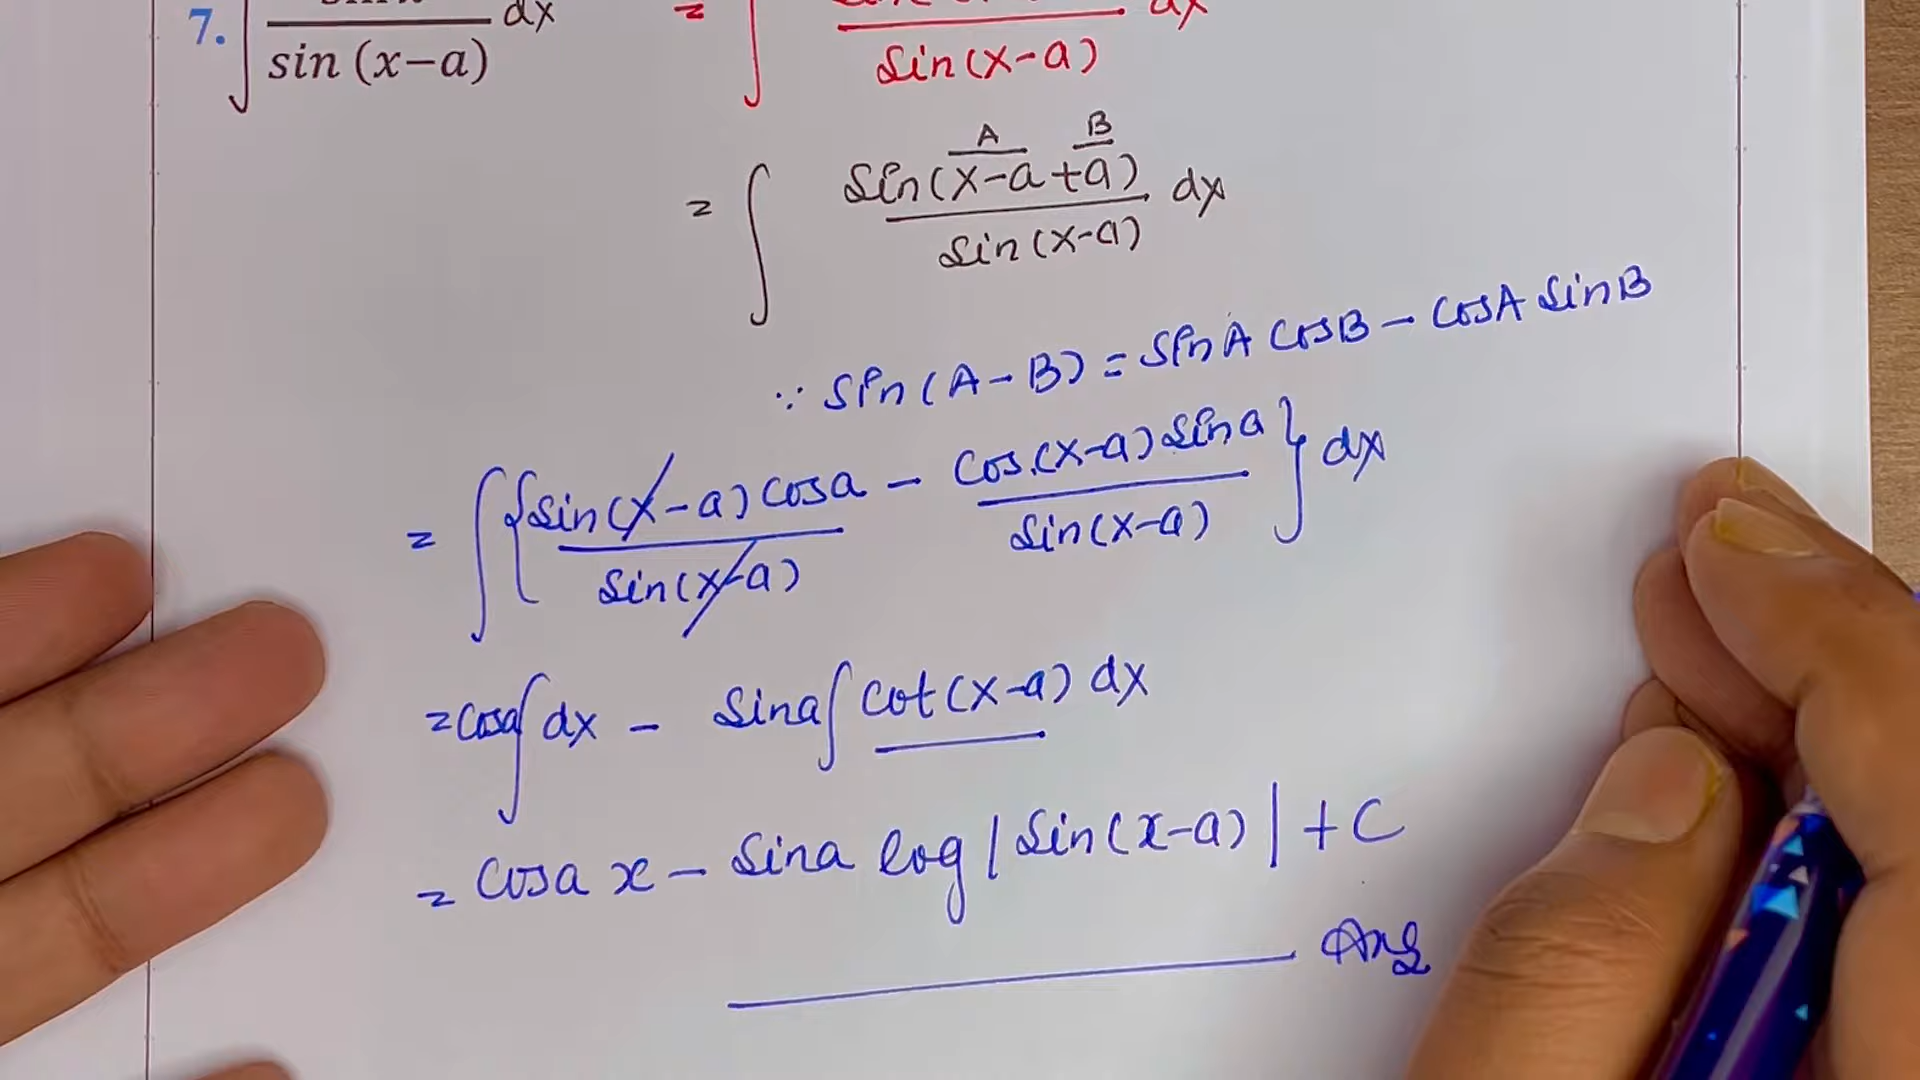 7. ∫ ──── dx = ∫ ──── dx
sin (x−a) Sin(x-a)
A B
= ∫ Sin(x-a+a) dx
Sin(x-a)
∵ Sin(A-B) = SinA CosB - CosA SinB
= ∫{ Sin(x-a) Cosa - Cos(x-a) Sina } dx
Sin(x-a) Sin(x-a)
= Cosa∫dx - Sina∫Cot(x-a) dx
= Cosa x - Sina log|Sin(x-a)| + C
Ans